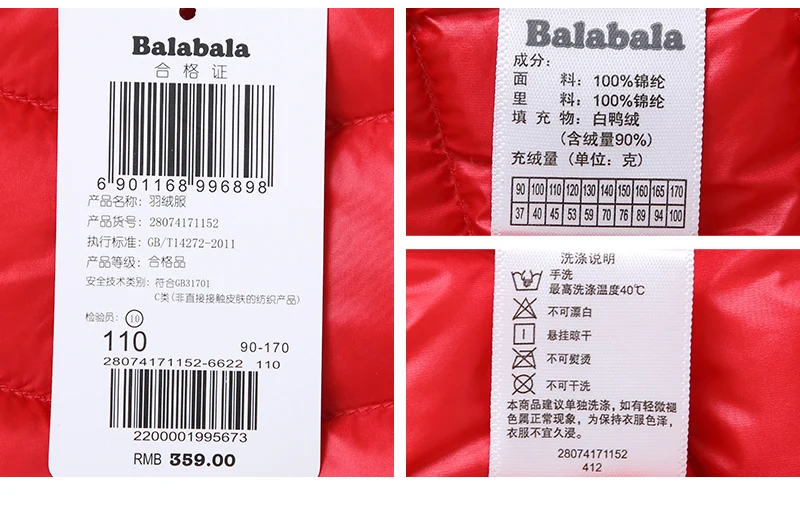 Balabala
合格证
6 901168 996898
产品名称: 羽绒服
产品货号: 28074171152
执行标准: GB/T14272-2011
产品等级: 合格品
安全技术类别: 符合GB31701
C类(非直接接触皮肤的纺织产品)
检验员: 10
110 90-170
28074171152-6622 110
2200001995673
RMB 359.00
Balabala
成分:
面 料: 100%锦纶
里 料: 100%锦纶
填 充 物: 白鸭绒
(含绒量90%)
充绒量 (单位: 克)
90 100 110 120 130 140 150 160 165 170
37 40 45 53 59 70 76 89 94 100
洗涤说明
手洗
最高洗涤温度40℃
不可漂白
悬挂晾干
不可熨烫
不可干洗
本商品建议单独洗涤, 如有轻微褪
色属正常现象, 为保持衣服色泽,
衣服不宜久浸。
28074171152
412